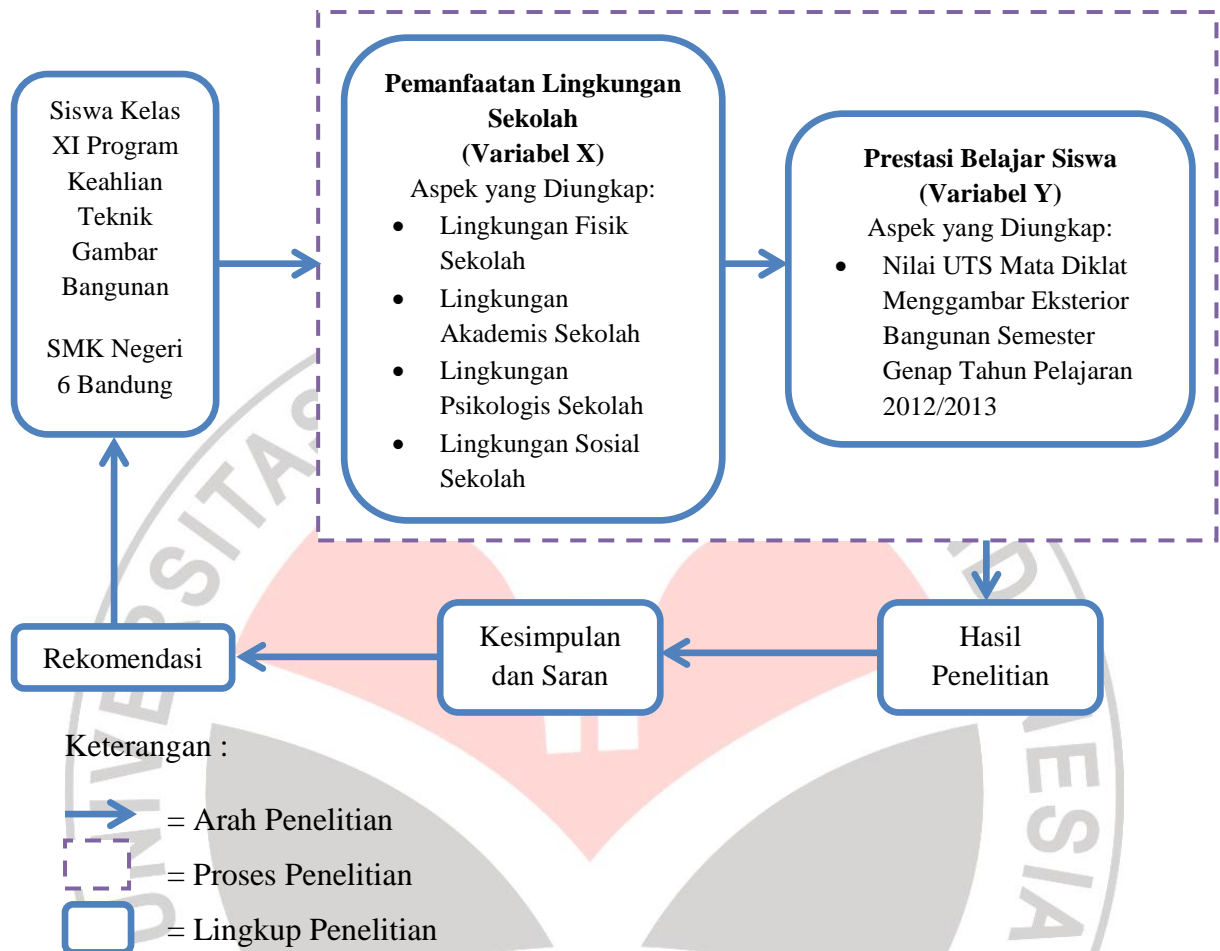 Siswa Kelas
XI Program
Keahlian
Teknik
Gambar
Bangunan
SMK Negeri
6 Bandung
Pemanfaatan Lingkungan
Sekolah
(Variabel X)
Aspek yang Diungkap:
• Lingkungan Fisik
Sekolah
• Lingkungan
Akademis Sekolah
• Lingkungan
Psikologis Sekolah
• Lingkungan Sosial
Sekolah
Prestasi Belajar Siswa
(Variabel Y)
Aspek yang Diungkap:
• Nilai UTS Mata Diklat
Menggambar Eksterior
Bangunan Semester
Genap Tahun Pelajaran
2012/2013
Hasil
Penelitian
Kesimpulan
dan Saran
Rekomendasi
Keterangan :
= Arah Penelitian
= Proses Penelitian
= Lingkup Penelitian